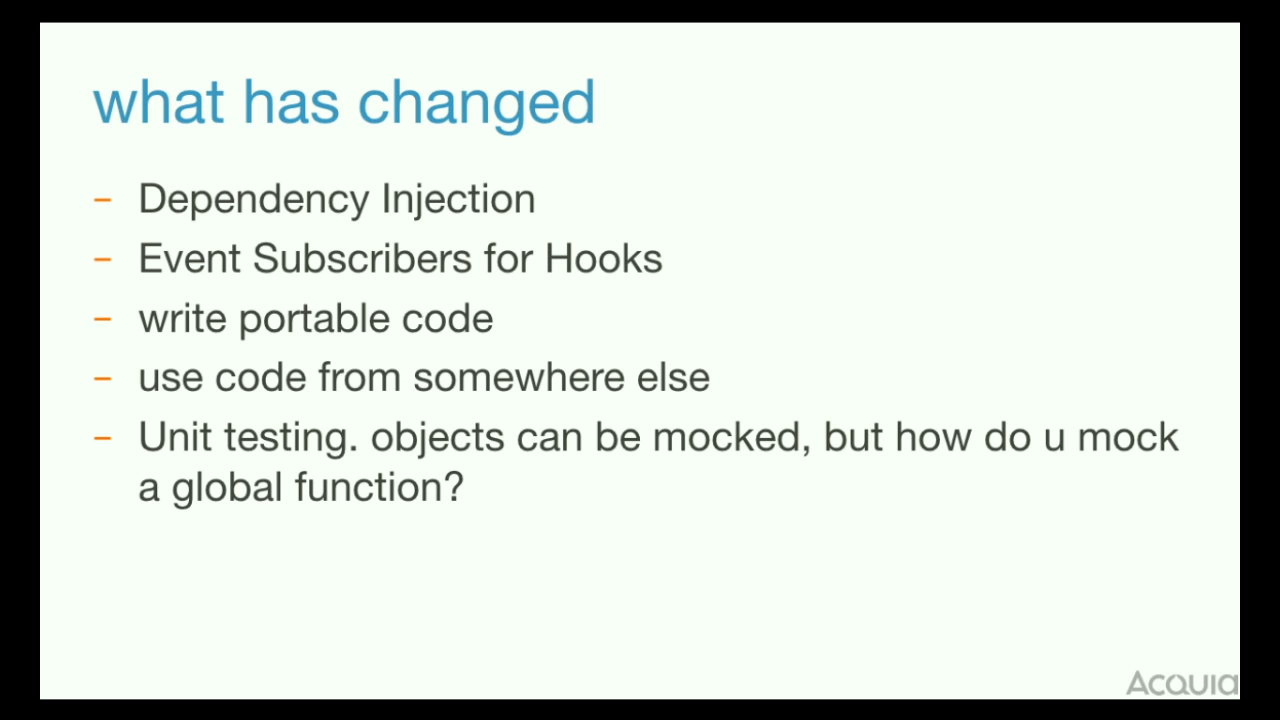 what has changed
– Dependency Injection
– Event Subscribers for Hooks
– write portable code
– use code from somewhere else
– Unit testing. objects can be mocked, but how do u mock
a global function?
Acquia